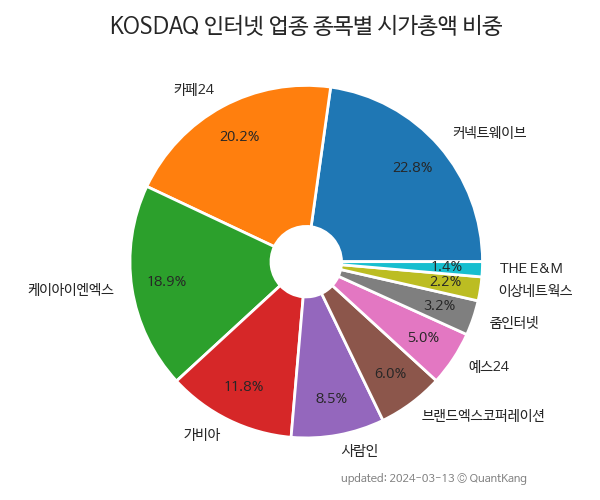 KOSDAQ 인터넷 업종 종목별 시가총액 비중
카페24
20.2%
커넥트웨이브
22.8%
케이아이엔엑스
18.9%
THE E&M
1.4%
이상네트웍스
2.2%
줌인터넷
3.2%
예스24
5.0%
브랜드엑스코퍼레이션
6.0%
사람인
8.5%
가비아
11.8%
updated: 2024-03-13 © QuantKang